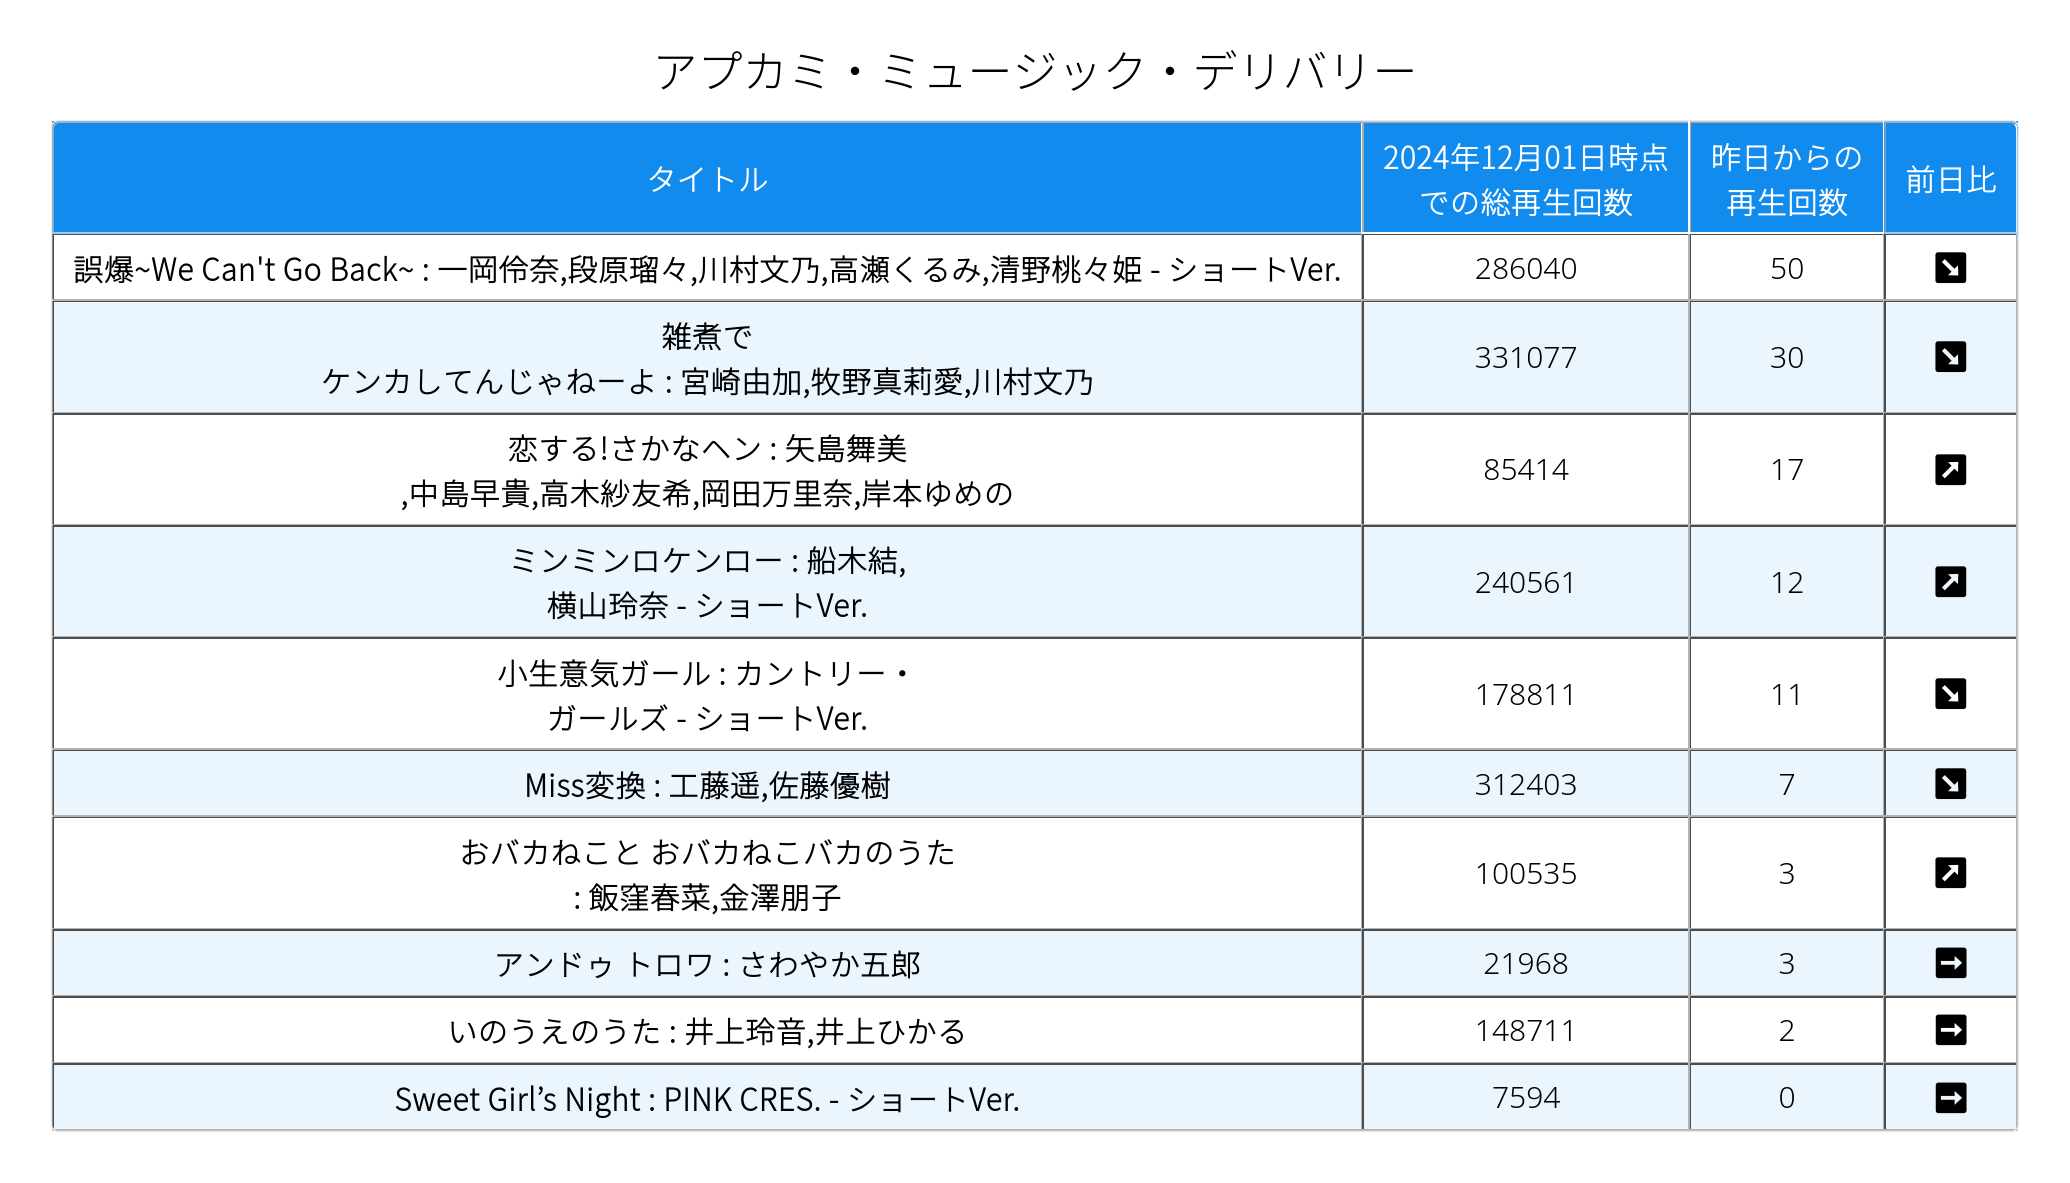 アプカミ・ミュージック・デリバリー
タイトル
2024年12月01日時点
での総再生回数
昨日からの
再生回数
前日比
誤爆~We Can't Go Back~ : 一岡伶奈,段原瑠々,川村文乃,高瀬くるみ,清野桃々姫 - ショートVer.
286040
50
雑煮で
ケンカしてんじゃねーよ : 宮崎由加,牧野真莉愛,川村文乃
331077
30
恋する!さかなヘン : 矢島舞美
,中島早貴,高木紗友希,岡田万里奈,岸本ゆめの
85414
17
ミンミンロケンロー : 船木結,
横山玲奈 - ショートVer.
240561
12
小生意気ガール : カントリー・
ガールズ - ショートVer.
178811
11
Miss変換 : 工藤遥,佐藤優樹
312403
7
おバカねこと おバカねこバカのうた
: 飯窪春菜,金澤朋子
100535
3
アンドゥ トロワ : さわやか五郎
21968
3
いのうえのうた : 井上玲音,井上ひかる
148711
2
Sweet Girl’s Night : PINK CRES. - ショートVer.
7594
0